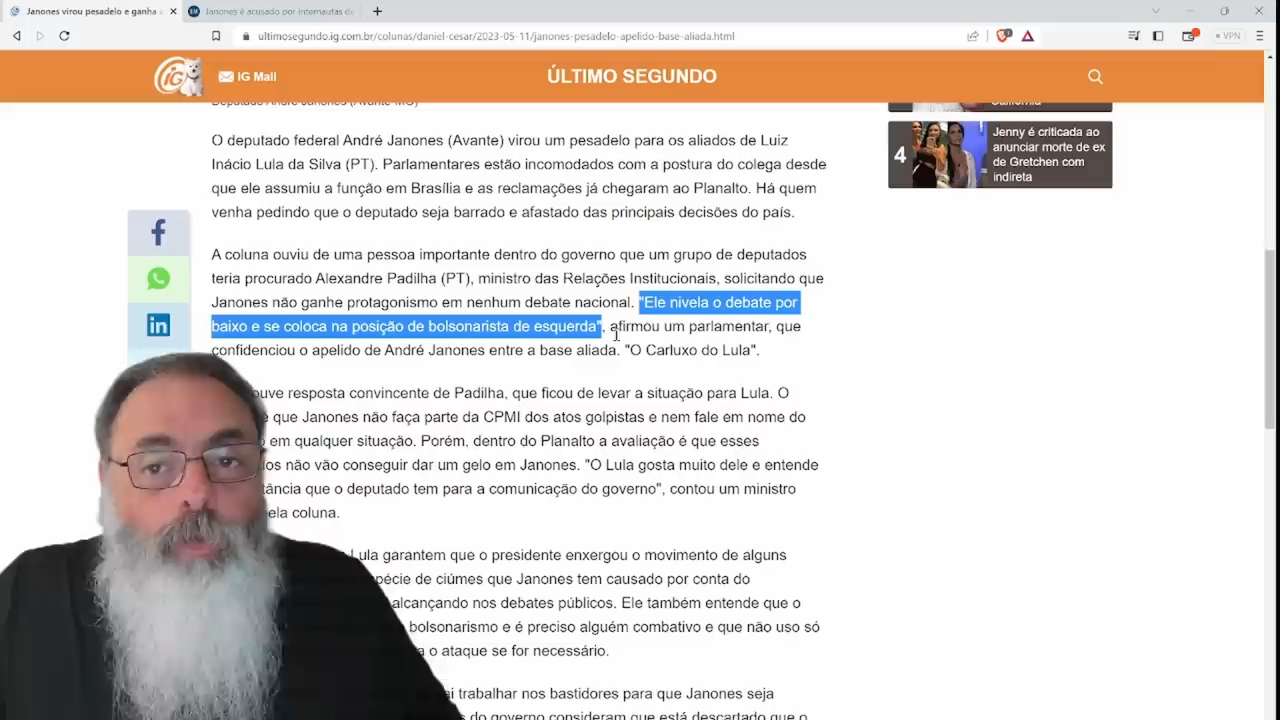 Janones virou pesadelo e ganha a
Janones é acusado por internautas de
ultimosegundo.ig.com.br/colunas/daniel-cesar/2023-05-11/janones-pesadelo-apelido-base-aliada.html
VPN
iG
IG Mail
ÚLTIMO SEGUNDO
Deputado André Janones (Avante-MG)
Califórnia
O deputado federal André Janones (Avante) virou um pesadelo para os aliados de Luiz
Inácio Lula da Silva (PT). Parlamentares estão incomodados com a postura do colega desde
que ele assumiu a função em Brasília e as reclamações já chegaram ao Planalto. Há quem
venha pedindo que o deputado seja barrado e afastado das principais decisões do país.
4
Jenny é criticada ao
anunciar morte de ex
de Gretchen com
indireta
A coluna ouviu de uma pessoa importante dentro do governo que um grupo de deputados
teria procurado Alexandre Padilha (PT), ministro das Relações Institucionais, solicitando que
Janones não ganhe protagonismo em nenhum debate nacional. "Ele nivela o debate por
baixo e se coloca na posição de bolsonarista de esquerda", afirmou um parlamentar, que
confidenciou o apelido de André Janones entre a base aliada. "O Carluxo do Lula".
ouve resposta convincente de Padilha, que ficou de levar a situação para Lula. O
é que Janones não faça parte da CPMI dos atos golpistas e nem fale em nome do
em qualquer situação. Porém, dentro do Planalto a avaliação é que esses
os não vão conseguir dar um gelo em Janones. "O Lula gosta muito dele e entende
tância que o deputado tem para a comunicação do governo", contou um ministro
ela coluna.
Lula garantem que o presidente enxergou o movimento de alguns
pécie de ciúmes que Janones tem causado por conta do
alcançando nos debates públicos. Ele também entende que o
bolsonarismo e é preciso alguém combativo e que não uso só
o ataque se for necessário.
ai trabalhar nos bastidores para que Janones seja
s do governo consideram que está descartado que o